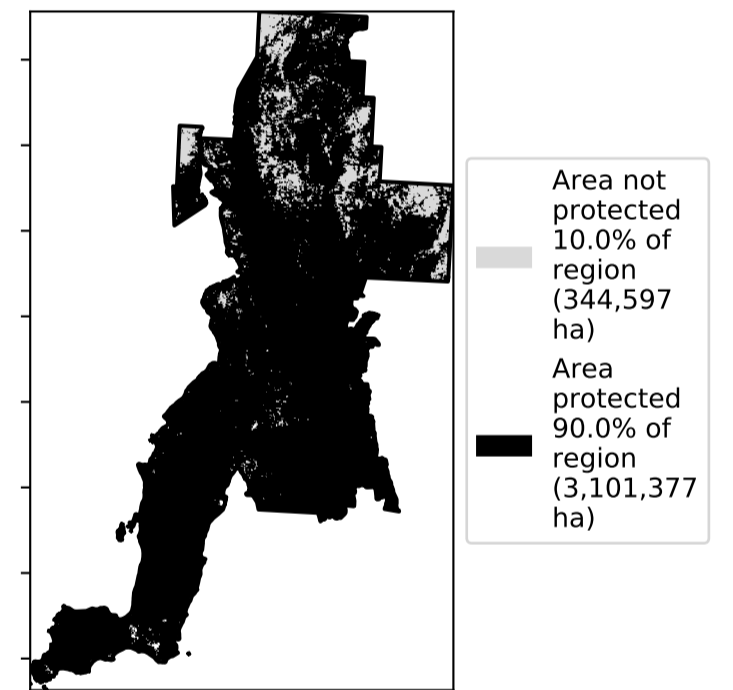 Area not
protected
10.0% of
region
(344,597
ha)
Area
protected
90.0% of
region
(3,101,377
ha)